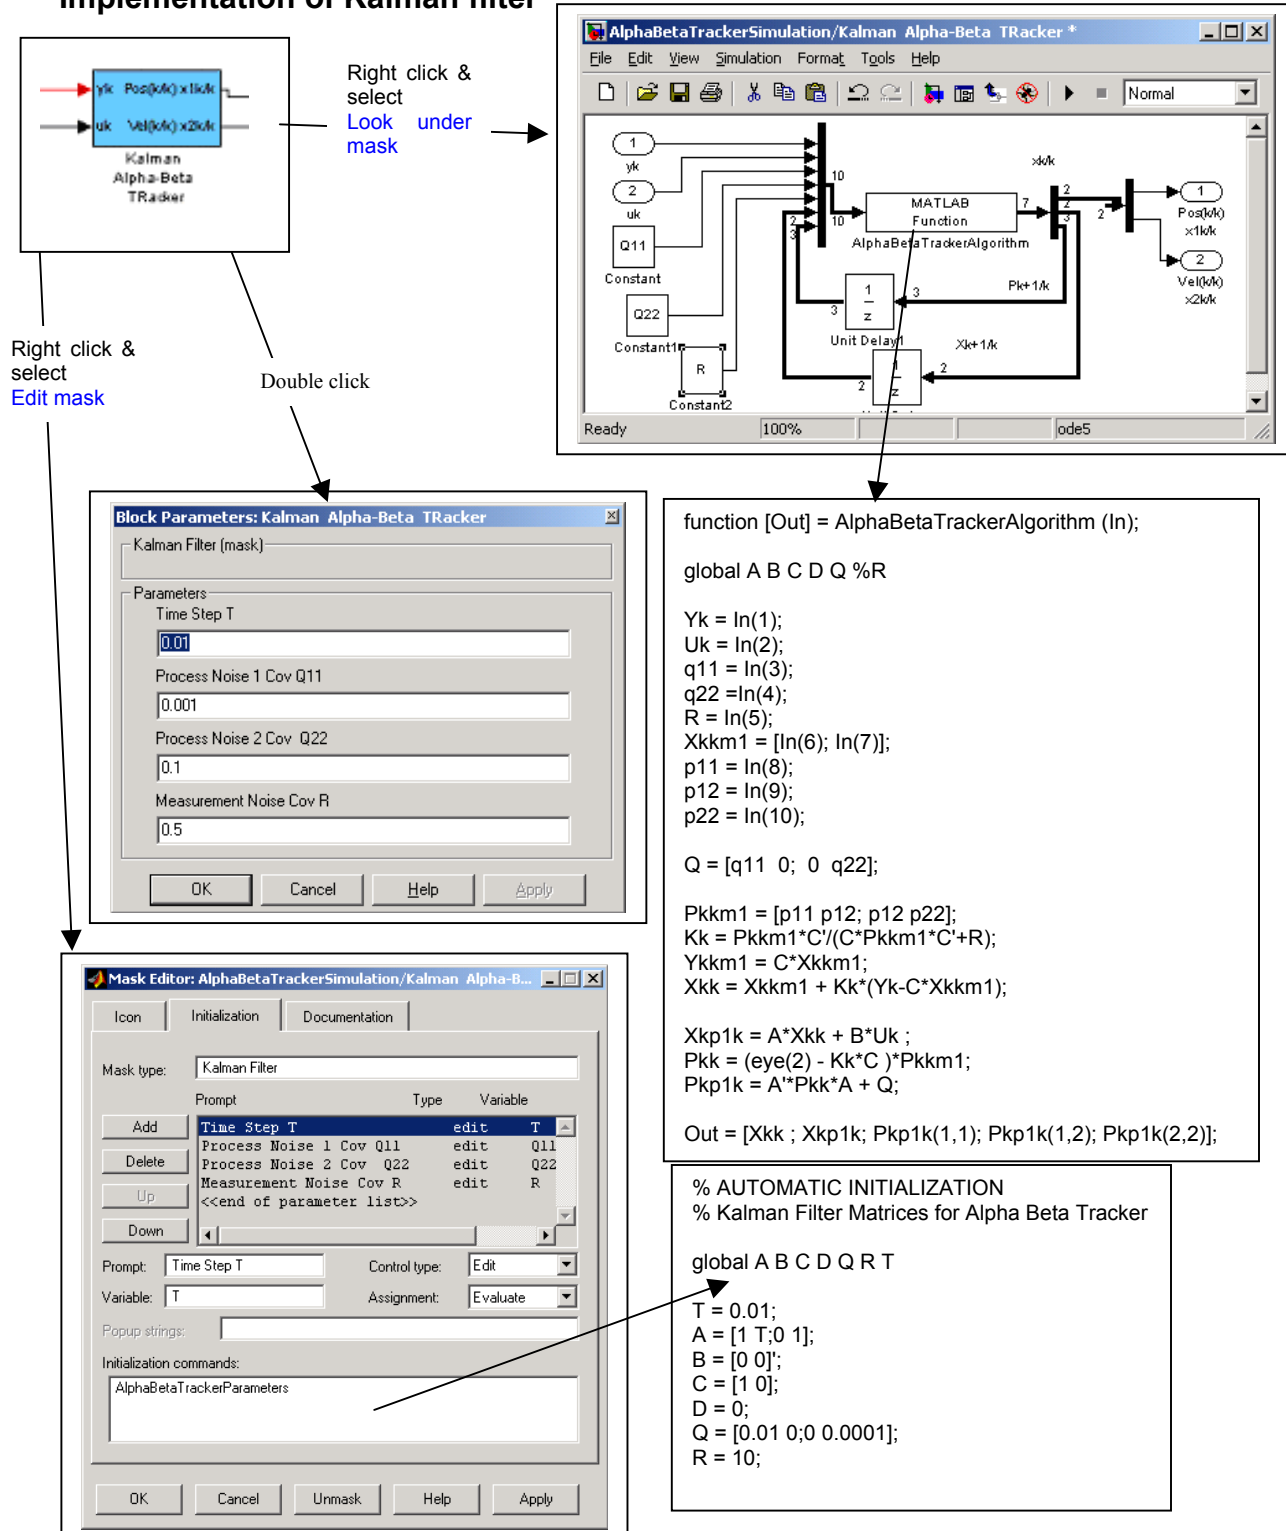 Implementation of Kalman filter
yk Pos(k/k) x1k/k
uk Vel(k/k) x2k/k
Kalman
Alpha-Beta
TRacker
Right click &
select
Look under
mask
AlphaBetaTrackerSimulation/Kalman Alpha-Beta TRacker *
File Edit View Simulation Format Tools Help
Normal
1
yk
2
uk
Q11
Constant
Q22
Constant1
R
Constant2
10
2
10
3
MATLAB
Function
AlphaBetaTrackerAlgorithm
7
xk/k
2
2
3
2
1
Pos(k/k)
x1k/k
2
Vel(k/k)
x2k/k
Pk+1/k
3
1
z
3
Unit Delay1
Xk+1/k
2
1
z
2
Ready 100% ode5
Right click &
select
Edit mask
Double click
Block Parameters: Kalman Alpha-Beta TRacker
Kalman Filter (mask)
Parameters
Time Step T
0.01
Process Noise 1 Cov Q11
0.001
Process Noise 2 Cov Q22
0.1
Measurement Noise Cov R
0.5
OK Cancel Help Apply
function [Out] = AlphaBetaTrackerAlgorithm (In);
global A B C D Q %R
Yk = In(1);
Uk = In(2);
q11 = In(3);
q22 =In(4);
R = In(5);
Xkkm1 = [In(6); In(7)];
p11 = In(8);
p12 = In(9);
p22 = In(10);
Q = [q11 0; 0 q22];
Pkkm1 = [p11 p12; p12 p22];
Kk = Pkkm1*C'/(C*Pkkm1*C'+R);
Ykkm1 = C*Xkkm1;
Xkk = Xkkm1 + Kk*(Yk-C*Xkkm1);
Xkp1k = A*Xkk + B*Uk ;
Pkk = (eye(2) - Kk*C )*Pkkm1;
Pkp1k = A'*Pkk*A + Q;
Out = [Xkk ; Xkp1k; Pkp1k(1,1); Pkp1k(1,2); Pkp1k(2,2)];
Mask Editor: AlphaBetaTrackerSimulation/Kalman Alpha-B...
Icon Initialization Documentation
Mask type: Kalman Filter
Prompt Type Variable
Add
Delete
Up
Down
Time Step T edit T
Process Noise 1 Cov Q11 edit Q11
Process Noise 2 Cov Q22 edit Q22
Measurement Noise Cov R edit R
<<end of parameter list>>
Prompt: Time Step T Control type: Edit
Variable: T Assignment: Evaluate
Popup strings:
Initialization commands:
AlphaBetaTrackerParameters
OK Cancel Unmask Help Apply
% AUTOMATIC INITIALIZATION
% Kalman Filter Matrices for Alpha Beta Tracker
global A B C D Q R T
T = 0.01;
A = [1 T;0 1];
B = [0 0]';
C = [1 0];
D = 0;
Q = [0.01 0;0 0.0001];
R = 10;